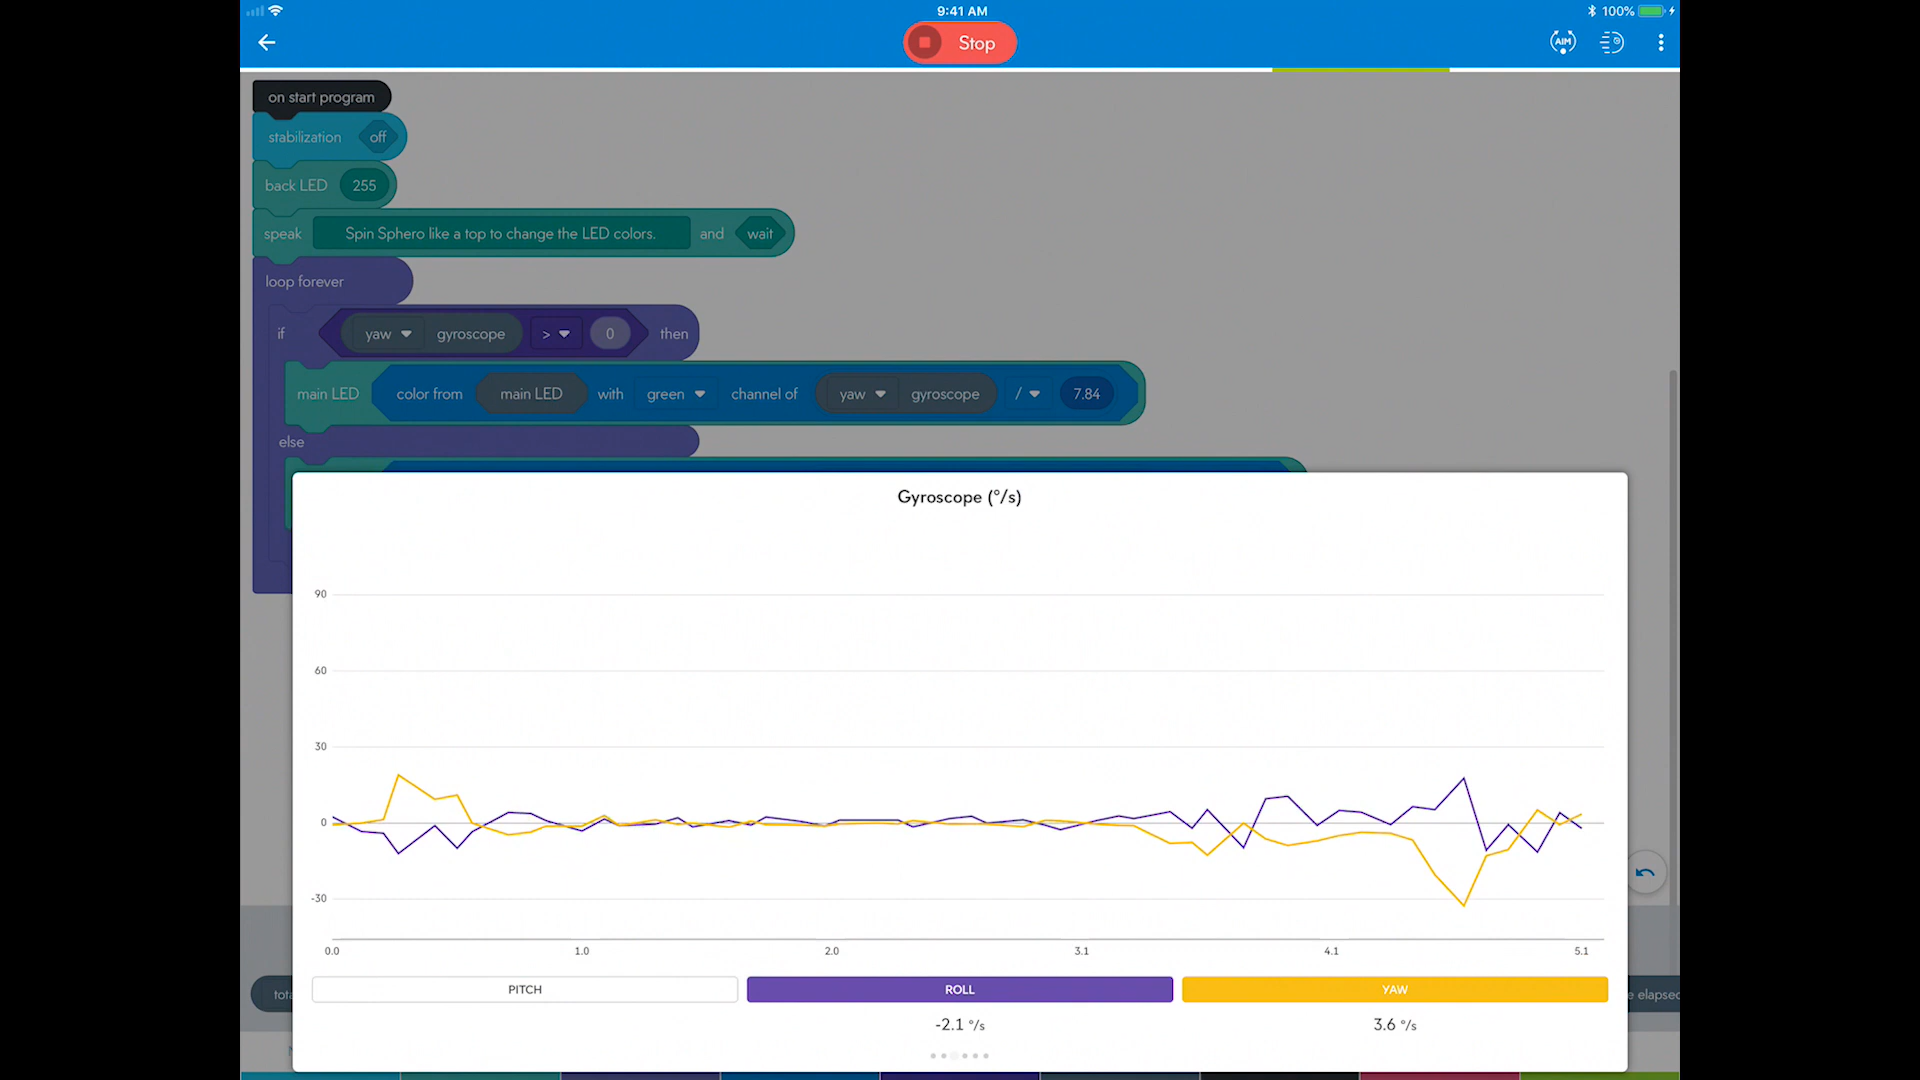 9:41 AM
100%
Stop
AIM
on start program
stabilization off
back LED 255
speak Spin Sphero like a top to change the LED colors. and wait
loop forever
if yaw gyroscope > 0 then
main LED color from main LED with green channel of yaw gyroscope / 7.84
else
Gyroscope (°/s)
90
60
30
0
-30
0.0 1.0 2.0 3.1 4.1 5.1
PITCH ROLL YAW
-2.1 °/s 3.6 °/s
tota
e elapsed